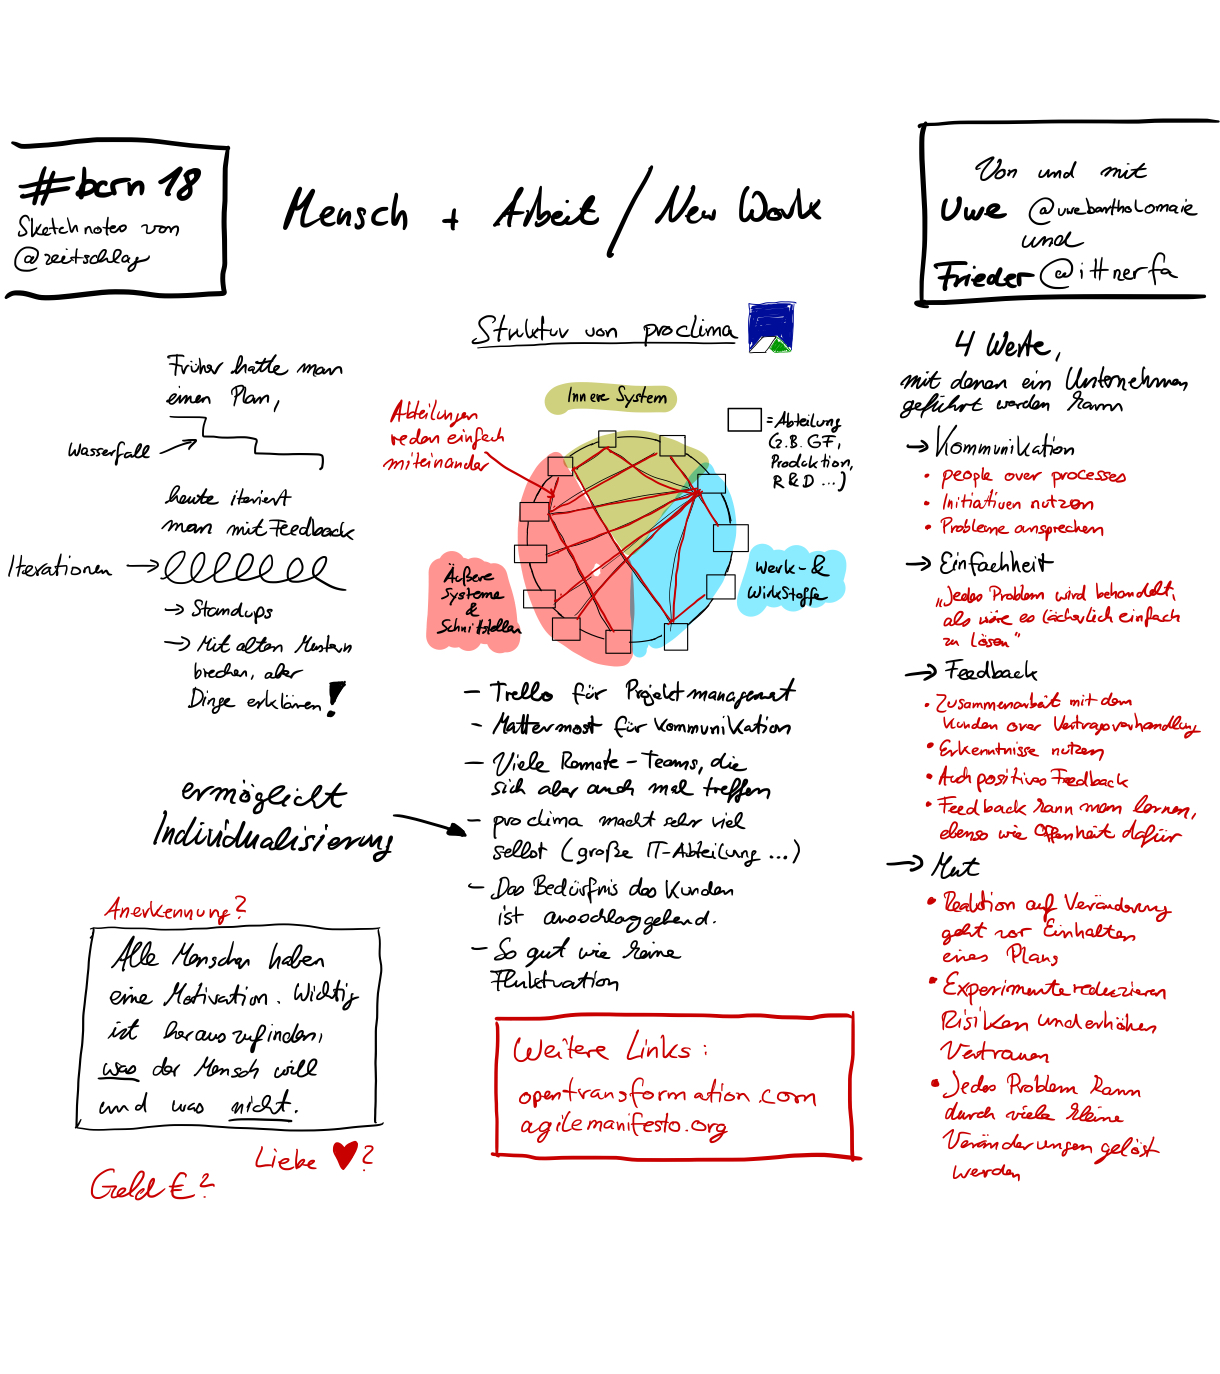 #bcrn18
Sketchnotes von
@zeitschlag
Mensch + Arbeit / New Work
Von und mit
Uwe @uwebartholomaie
und
Frieder @ittnerfa
Früher hatte man
einen Plan,
Wasserfall
heute iteriert
man mit Feedback
Iterationen
→ Standups
→ Mit alten Mustern
brechen, aber
Dinge erklären!
ermöglicht
Individualisierung
Anerkennung?
Alle Menschen haben
eine Motivation. Wichtig
ist herauszufinden,
was der Mensch will
und was nicht.
Liebe ♥?
Geld €?
Struktur von proclima
Innere System
Abteilungen
reden einfach
miteinander
= Abteilung
(z.B. GF,
Produktion,
R&D ...)
Äußere
Systeme
&
Schnittstellen
Werk- &
Wirkstoffe
– Trello für Projektmanagement
– Mattermost für Kommunikation
– Viele Remote-Teams, die
sich aber auch mal treffen
– proclima macht sehr viel
selbst (große IT-Abteilung ...)
– Das Bedürfnis des Kunden
ist ausschlaggebend.
– So gut wie keine
Fluktuation
Weitere Links:
opentransformation.com
agilemanifesto.org
4 Werte,
mit denen ein Unternehmen
geführt werden kann
→ Kommunikation
• people over processes
• Initiativen nutzen
• Probleme ansprechen
→ Einfachheit
„Jedes Problem wird behandelt,
als wäre es lächerlich einfach
zu lösen"
→ Feedback
• Zusammenarbeit mit dem
Kunden over Vertragsverhandlung
• Erkenntnisse nutzen
• Auch positives Feedback
• Feedback kann man lernen,
ebenso wie Offenheit dafür
→ Mut
• Reaktion auf Veränderung
geht vor Einhalten
eines Plans
• Experimente reduzieren
Risiken und erhöhen
Vertrauen
• Jedes Problem kann
durch viele kleine
Veränderungen gelöst
werden